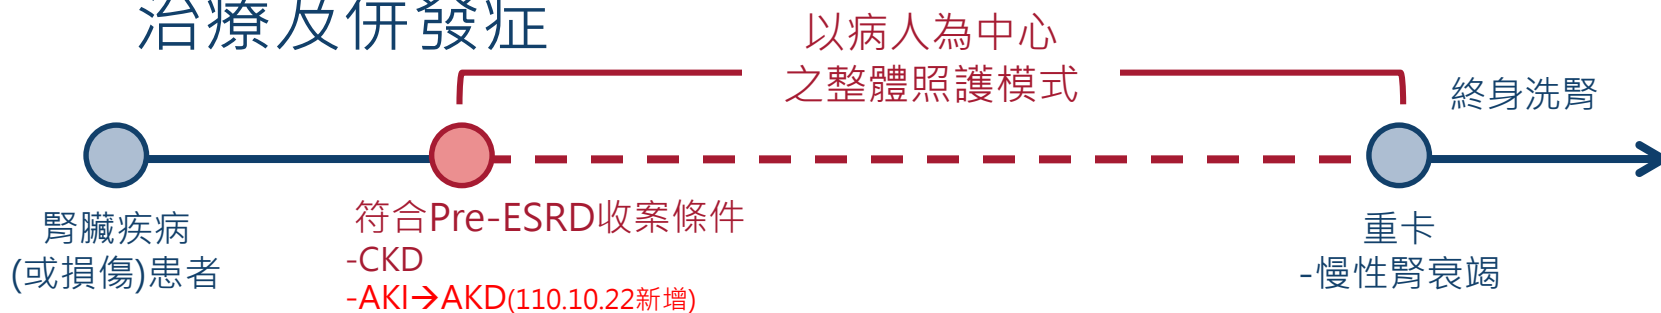 治療及併發症
以病人為中心
之整體照護模式
終身洗腎
腎臟疾病
(或損傷)患者
符合Pre-ESRD收案條件
-CKD
-AKI→AKD(110.10.22新增)
重卡
-慢性腎衰竭